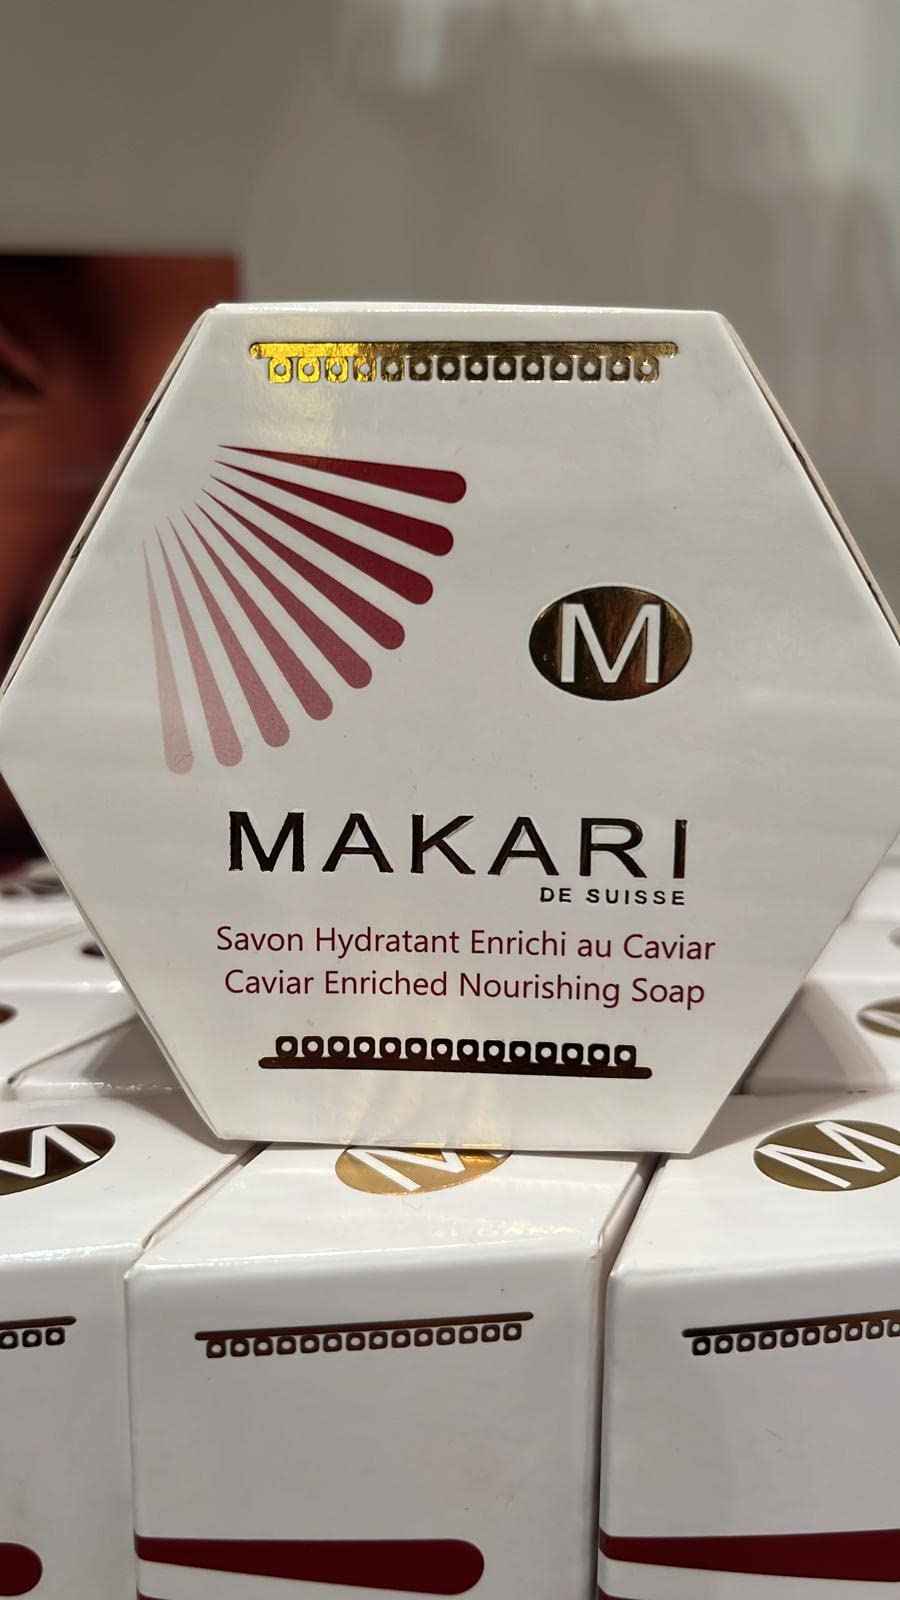 M
MAKARI
DE SUISSE
Savon Hydratant Enrichi au Caviar
Caviar Enriched Nourishing Soap
M
M
M